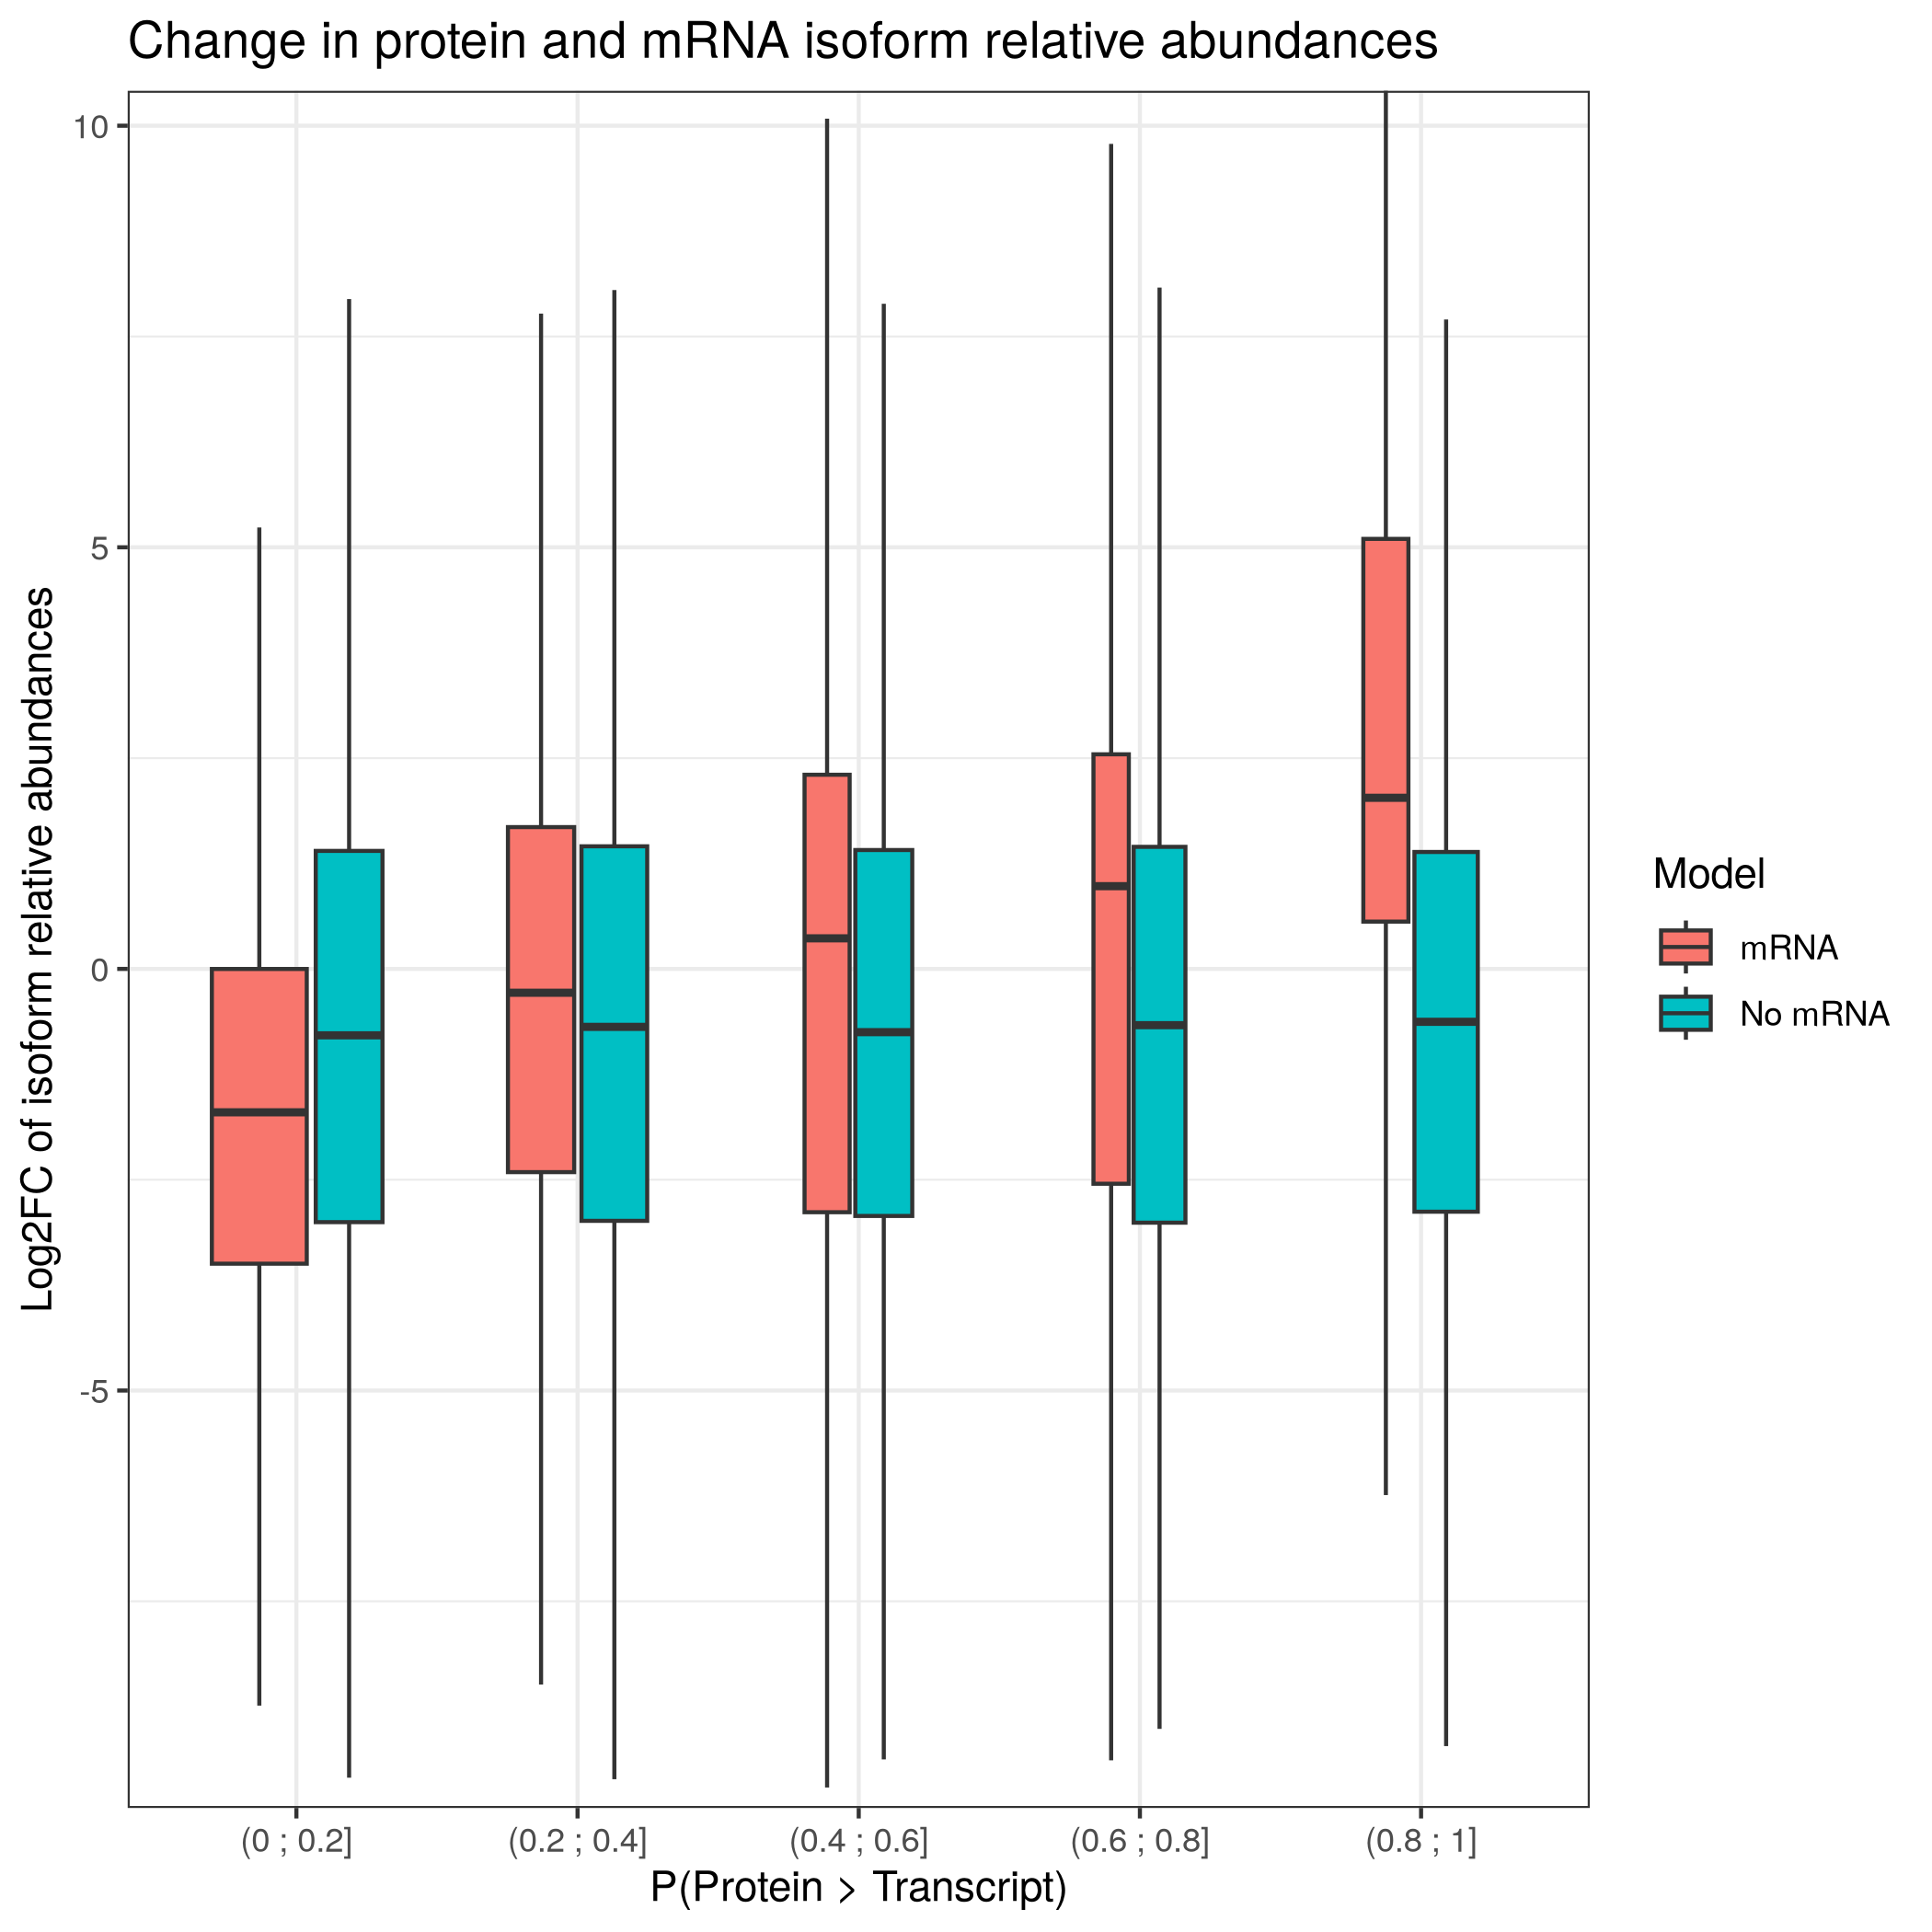 Change in protein and mRNA isoform relative abundances
Log2FC of isoform relative abundances
10
5
0
-5
(0 ; 0.2]
(0.2 ; 0.4]
(0.4 ; 0.6]
(0.6 ; 0.8]
(0.8 ; 1]
P(Protein > Transcript)
Model
mRNA
No mRNA